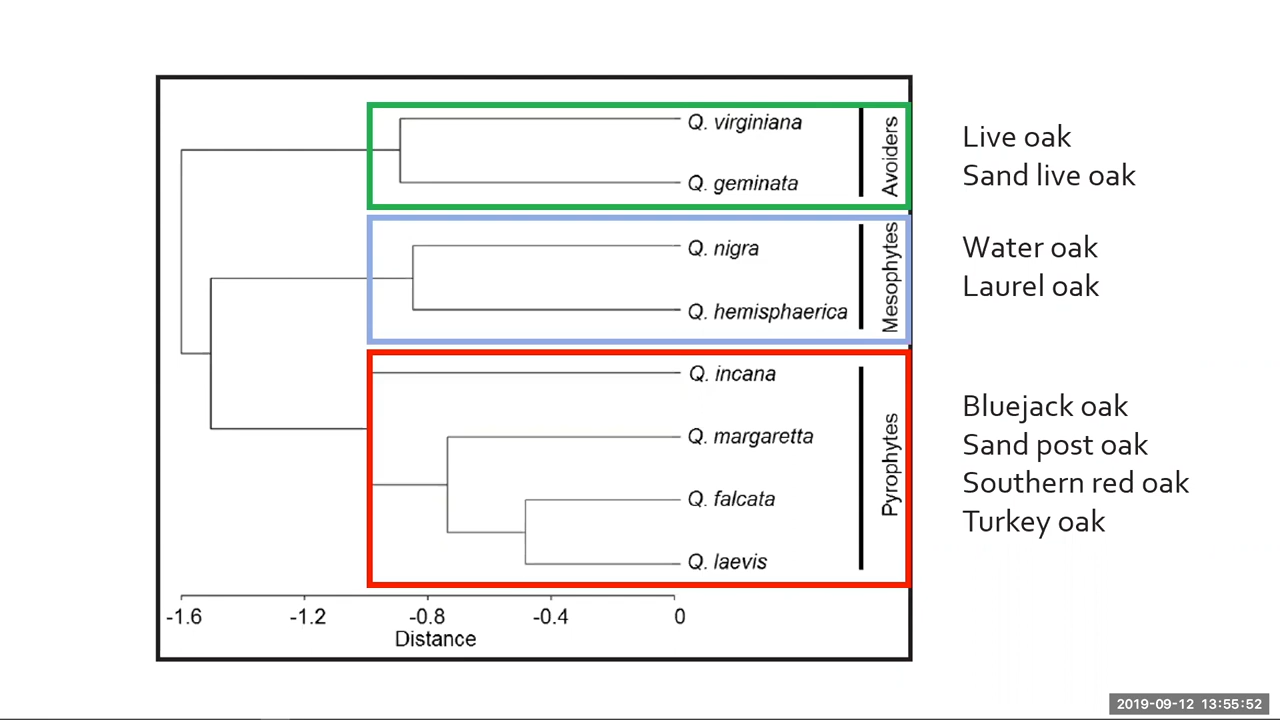 Q. virginiana
Q. geminata
Avoiders
Live oak
Sand live oak
Q. nigra
Q. hemisphaerica
Mesophytes
Water oak
Laurel oak
Q. incana
Q. margaretta
Q. falcata
Q. laevis
Pyrophytes
Bluejack oak
Sand post oak
Southern red oak
Turkey oak
-1.6 -1.2 -0.8 -0.4 0
Distance
2019-09-12 13:55:52